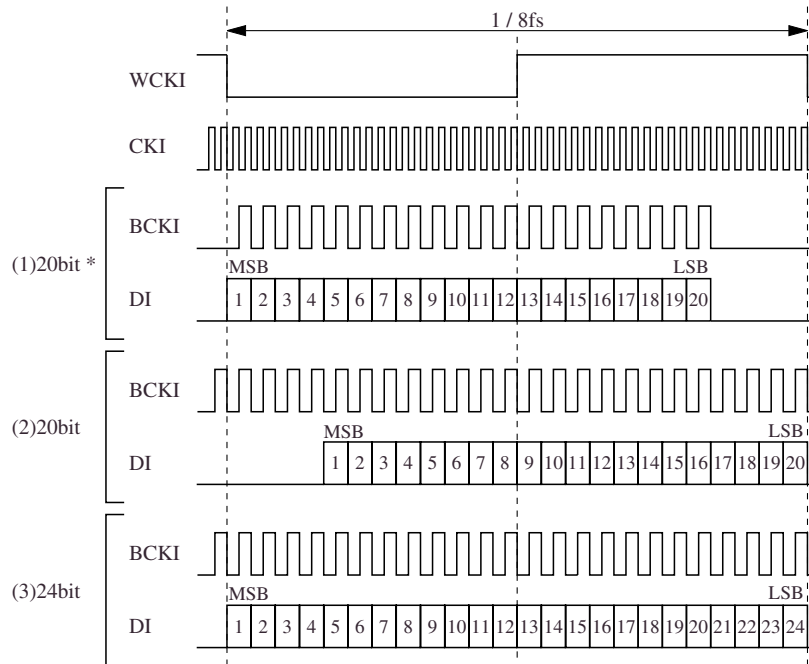 1 / 8fs
WCKI
CKI
(1)20bit *
BCKI
MSB LSB
DI 1 2 3 4 5 6 7 8 9 10 11 12 13 14 15 16 17 18 19 20
(2)20bit
BCKI
MSB LSB
DI 1 2 3 4 5 6 7 8 9 10 11 12 13 14 15 16 17 18 19 20
(3)24bit
BCKI
MSB LSB
DI 1 2 3 4 5 6 7 8 9 10 11 12 13 14 15 16 17 18 19 20 21 22 23 24